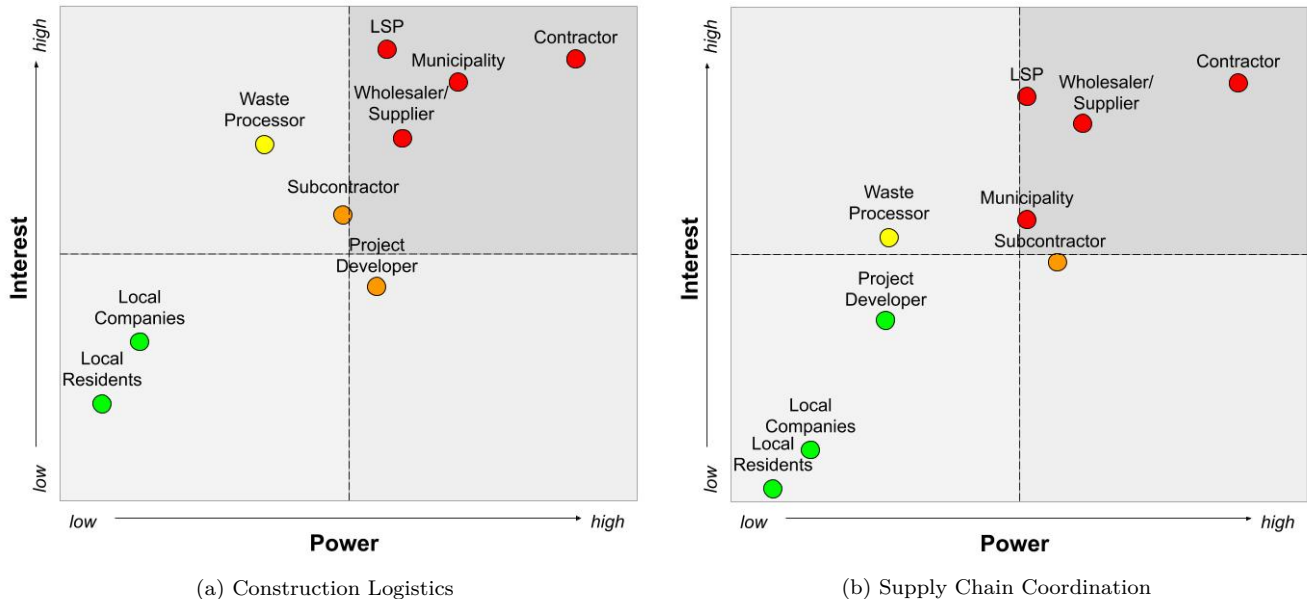 high
LSP
Contractor
Municipality
Wholesaler/
Supplier
Waste
Processor
Subcontractor
Project
Developer
Interest
Local
Companies
Local
Residents
low
low
high
Power
(a) Construction Logistics
high
Contractor
LSP
Wholesaler/
Supplier
Waste
Processor
Municipality
Subcontractor
Interest
Project
Developer
Local
Companies
Local
Residents
low
low
high
Power
(b) Supply Chain Coordination